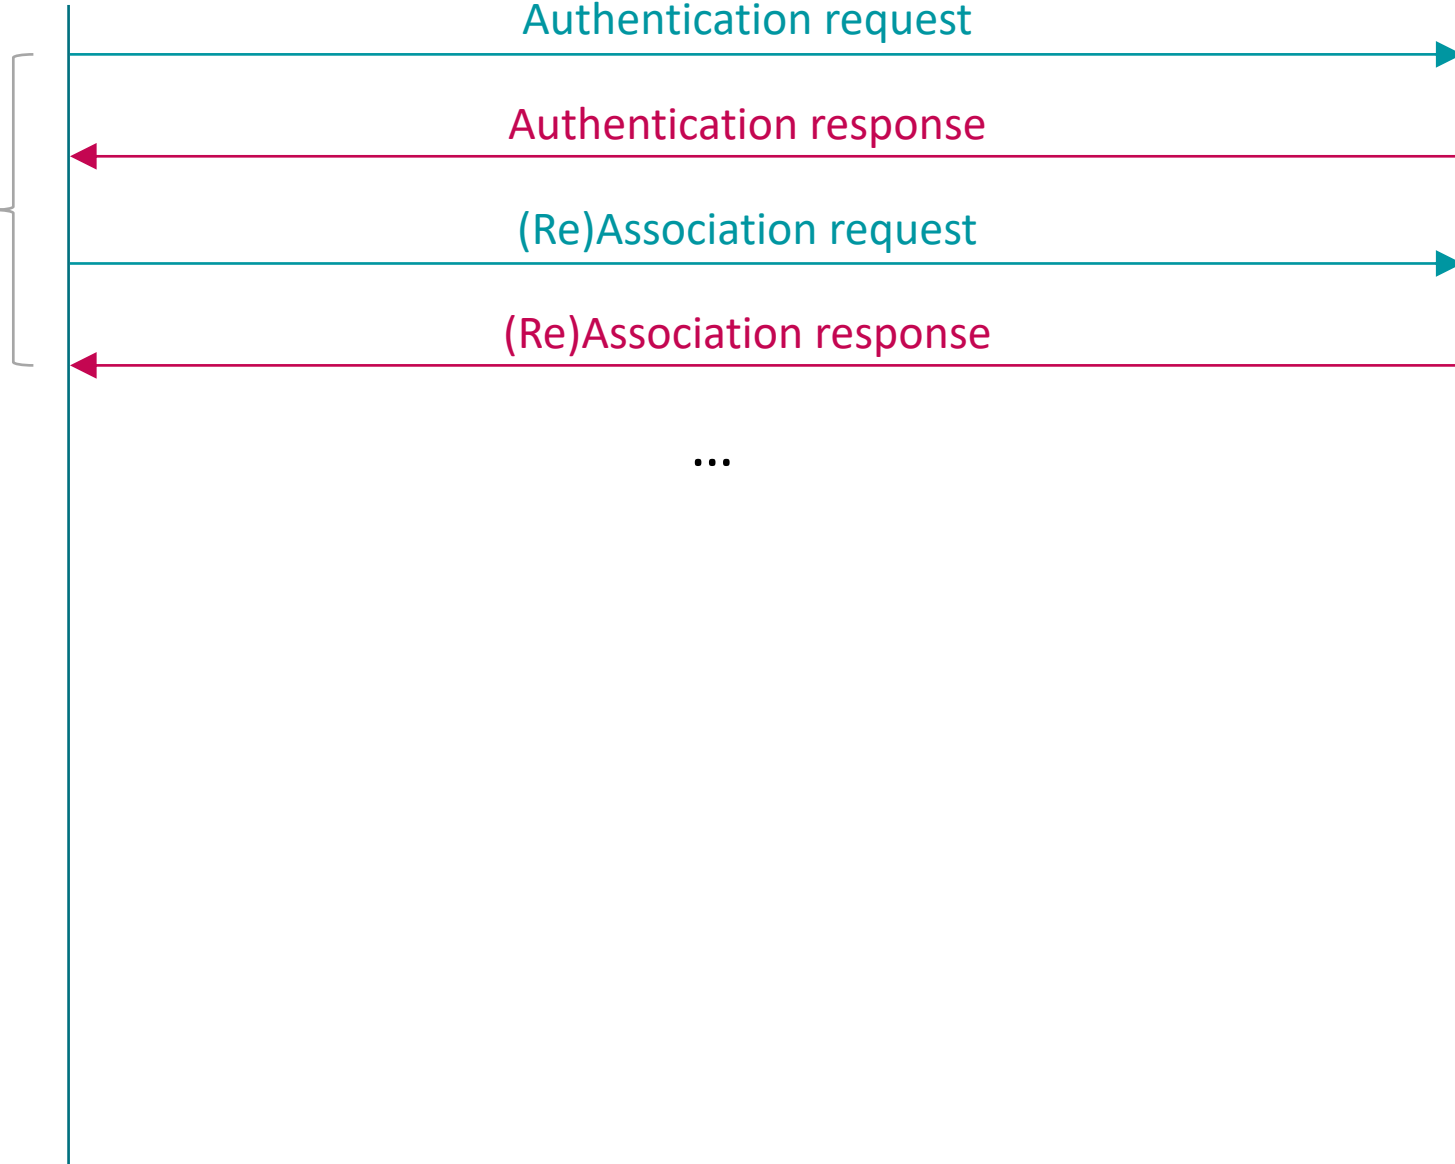 Authentication request
Authentication response
(Re)Association request
(Re)Association response
...